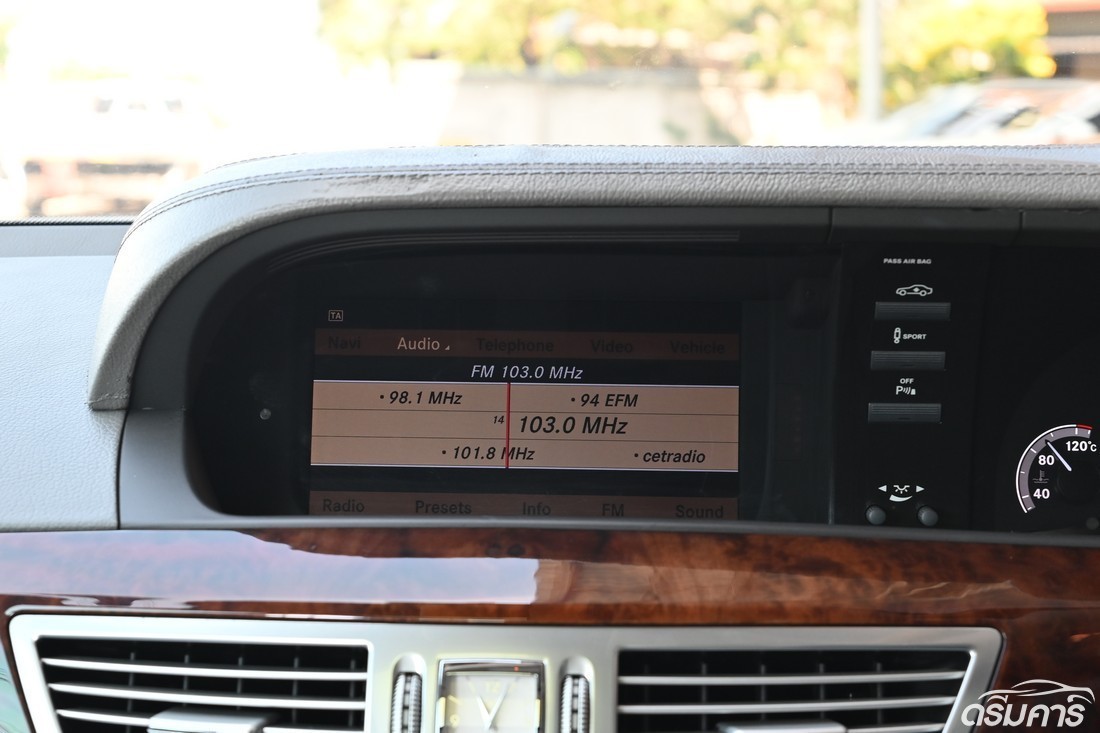 TA
Navi Audio Telephone Video Vehicle
FM 103.0 MHz
• 98.1 MHz • 94 EFM
14 103.0 MHz
• 101.8 MHz • cetradio
Radio Presets Info FM Sound
PASS AIR BAG
SPORT
OFF
P
120°C
80
40
12
ดรีมคาร์